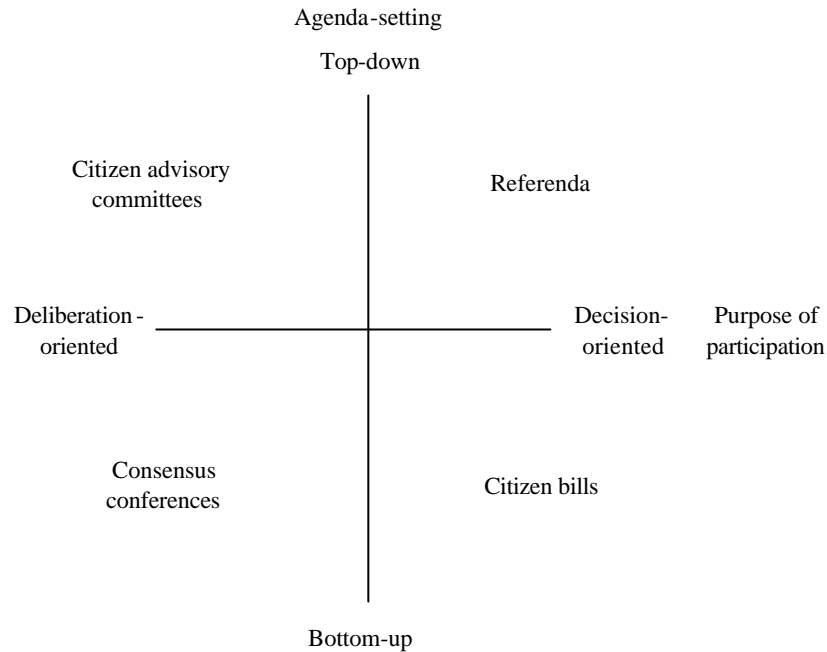 Agenda-setting
Top-down
Citizen advisory
committees
Referenda
Deliberation-
oriented
Decision-
oriented
Purpose of
participation
Consensus
conferences
Citizen bills
Bottom-up